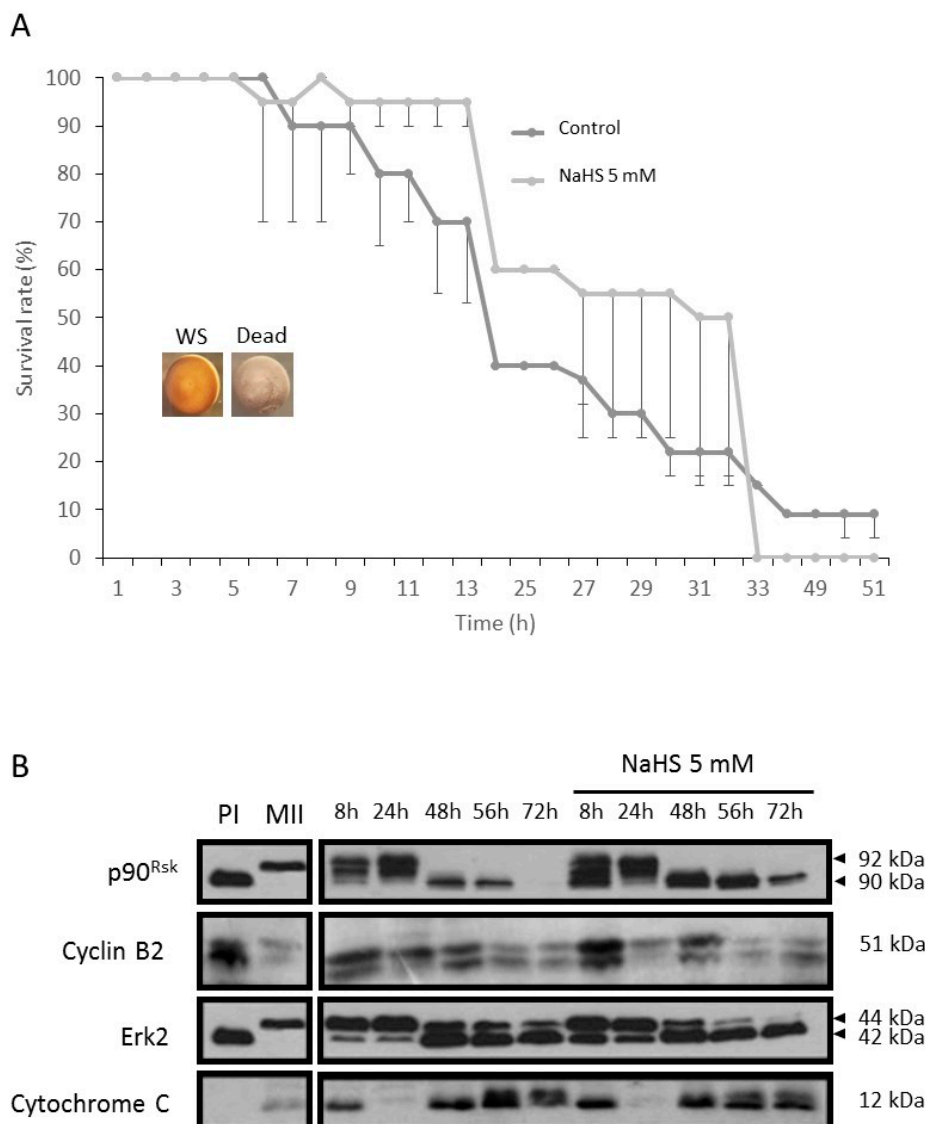 A
100
90
80
70
60
50
40
30
20
10
0
Survival rate (%)
Control
NaHS 5 mM
WS Dead
1 3 5 7 9 11 13 25 27 29 31 33 49 51
Time (h)
B
NaHS 5 mM
PI MII 8h 24h 48h 56h 72h 8h 24h 48h 56h 72h
p90Rsk
92 kDa
90 kDa
Cyclin B2 51 kDa
Erk2
44 kDa
42 kDa
Cytochrome C 12 kDa